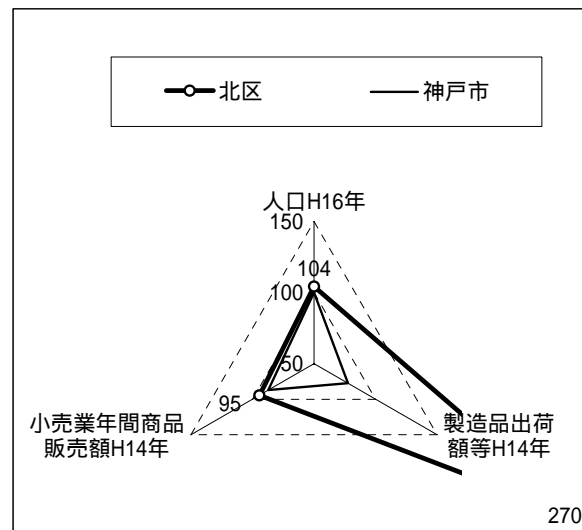 北区 神戸市
人口H16年
150
104
100
50
95
小売業年間商品
販売額H14年
製造品出荷
額等H14年
270